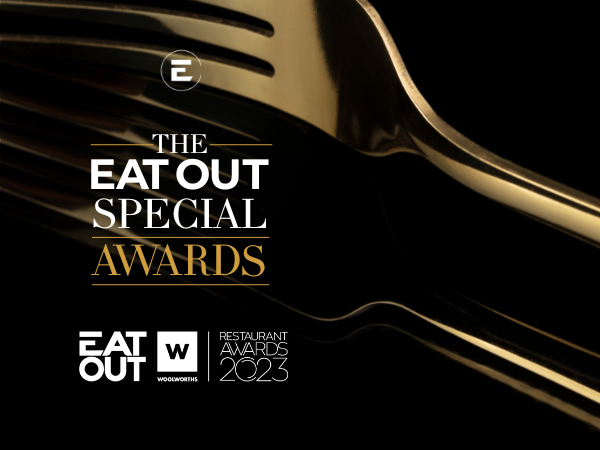 E
THE
EAT OUT
SPECIAL
AWARDS
EAT
OUT
W
WOOLWORTHS
RESTAURANT
AWARDS
2023